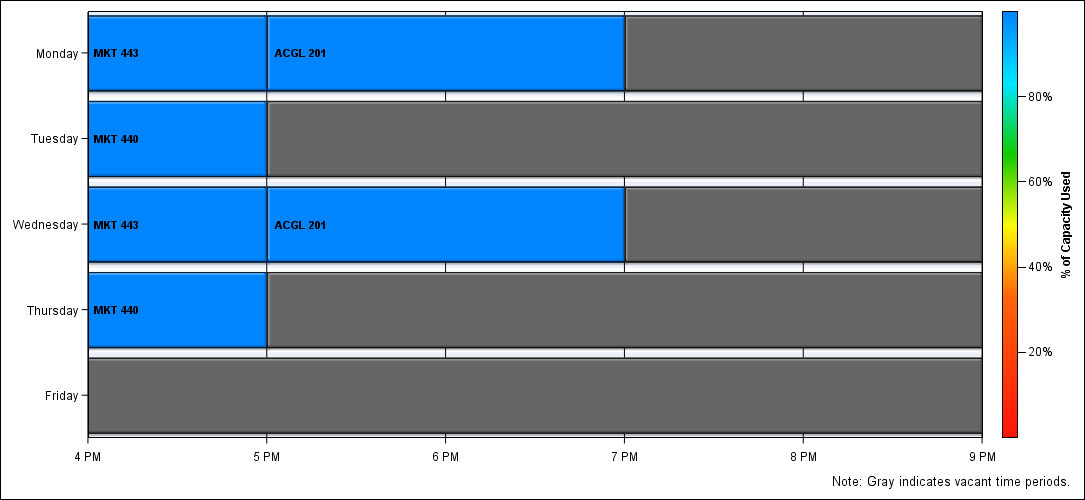 Monday
MKT 443
ACGL 201
Tuesday
MKT 440
Wednesday
MKT 443
ACGL 201
Thursday
MKT 440
Friday
4 PM
5 PM
6 PM
7 PM
8 PM
9 PM
80%
60%
40%
20%
% of Capacity Used
Note: Gray indicates vacant time periods.